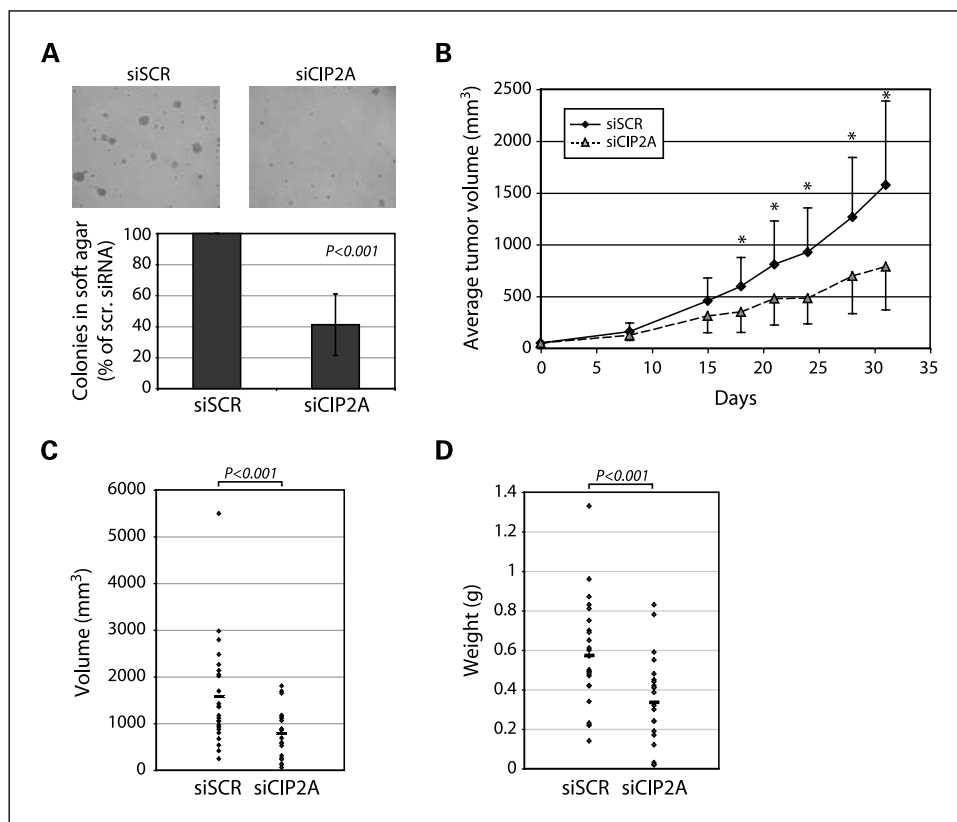 A
siSCR
siCIP2A
Colonies in soft agar
(% of scr. siRNA)
100
80
60
40
20
0
P<0.001
siSCR
siCIP2A
B
Average tumor volume (mm³)
2500
2000
1500
1000
500
0
siSCR
siCIP2A
*
*
*
*
*
0
5
10
15
20
25
30
35
Days
C
P<0.001
Volume (mm³)
6000
5000
4000
3000
2000
1000
0
siSCR
siCIP2A
D
P<0.001
Weight (g)
1.4
1.2
1
0.8
0.6
0.4
0.2
0
siSCR
siCIP2A